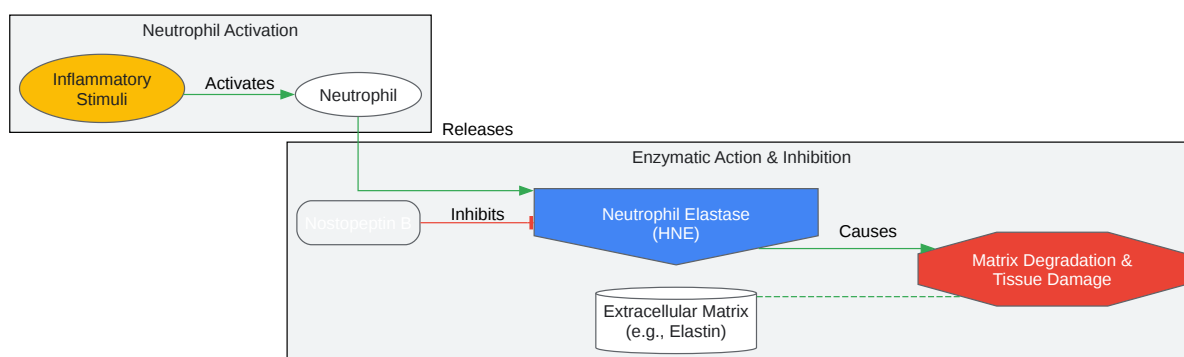 Neutrophil Activation
Inflammatory
Stimuli
Activates
Neutrophil
Releases
Enzymatic Action & Inhibition
Nostopeptin B
Inhibits
Neutrophil Elastase
(HNE)
Causes
Matrix Degradation &
Tissue Damage
Extracellular Matrix
(e.g., Elastin)